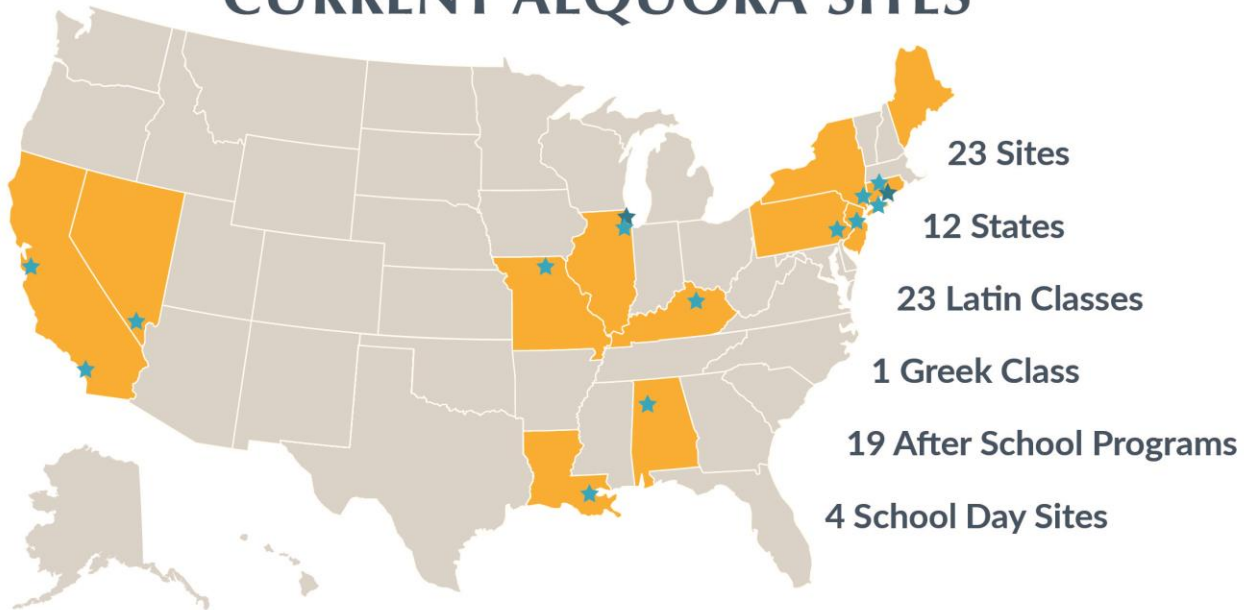 CURRENT AEQUORA SITES
23 Sites
12 States
23 Latin Classes
1 Greek Class
19 After School Programs
4 School Day Sites